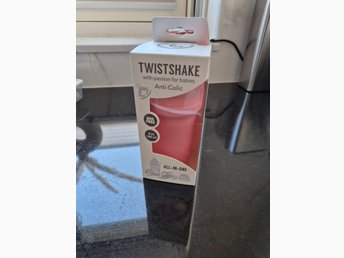 TWISTSHAKE
with passion for babies
Anti-Colic
ALL-IN-ONE